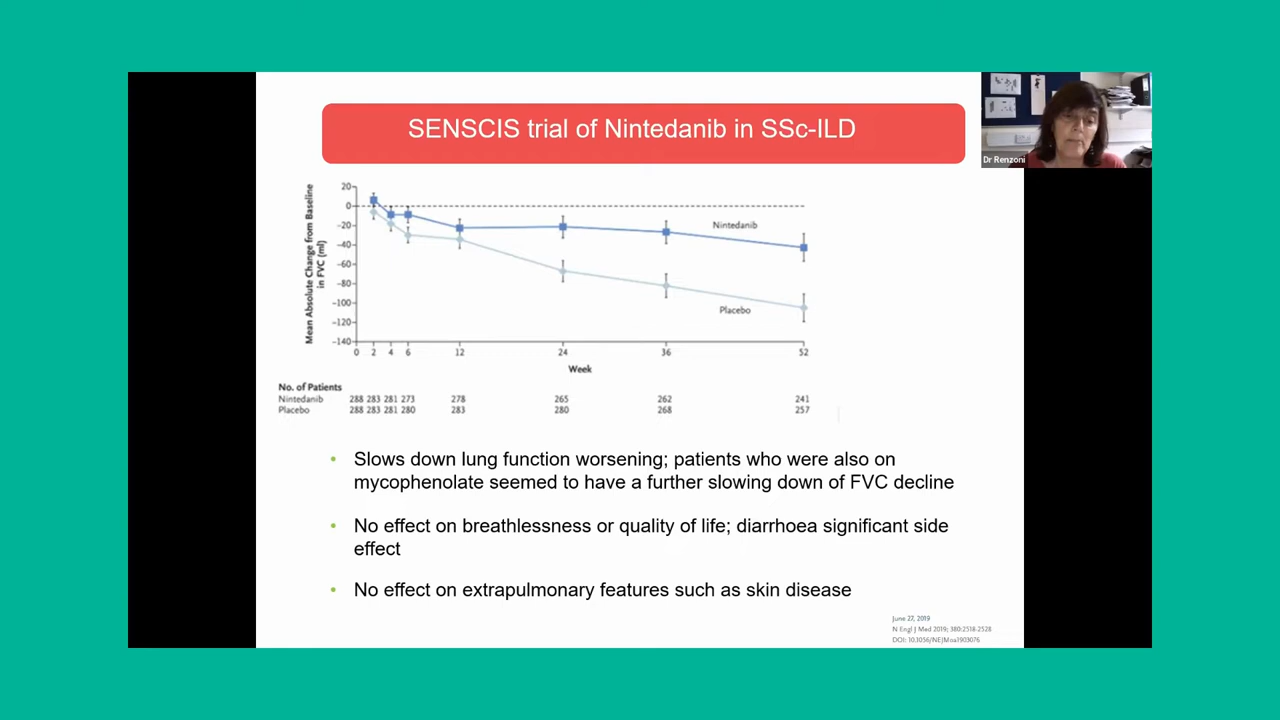 SENSCIS trial of Nintedanib in SSc-ILD
Dr Renzoni
Mean Absolute Change from Baseline
in FVC (ml)
20
0
-20
-40
-60
-80
-100
-120
-140
Nintedanib
Placebo
0 2 4 6 12 24 36 52
Week
No. of Patients
Nintedanib 288 283 281 273 278 265 262 241
Placebo 288 283 281 280 283 280 268 257
• Slows down lung function worsening; patients who were also on
mycophenolate seemed to have a further slowing down of FVC decline
• No effect on breathlessness or quality of life; diarrhoea significant side
effect
• No effect on extrapulmonary features such as skin disease
June 27, 2019
N Engl J Med 2019; 380:2518-2528
DOI: 10.1056/NEJMoa1903076